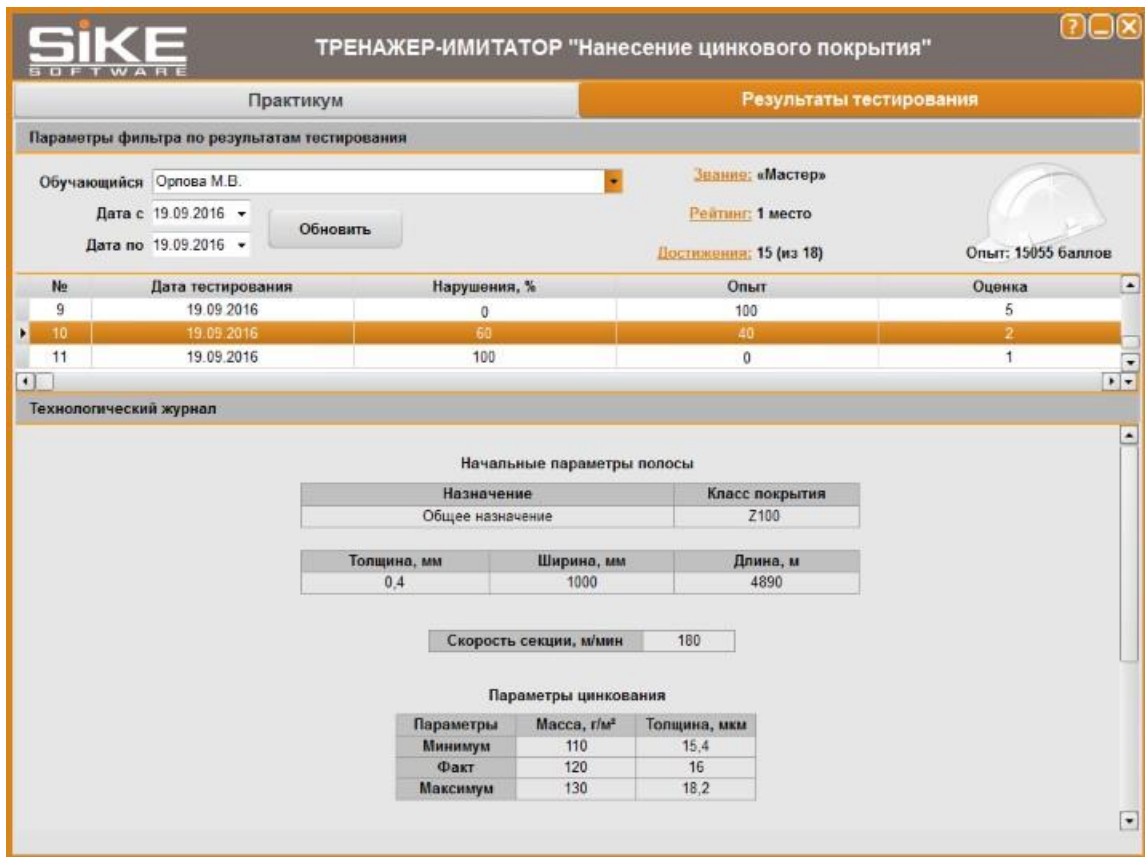 SiKE
SOFTWARE
ТРЕНАЖЕР-ИМИТАТОР "Нанесение цинкового покрытия"
?
Практикум Результаты тестирования
Параметры фильтра по результатам тестирования
Обучающийся Орлова М.В.
Звание: «Мастер»
Дата с 19.09.2016
Обновить
Рейтинг: 1 место
Дата по 19.09.2016
Достижения: 15 (из 18)
Опыт: 15055 баллов
№ Дата тестирования Нарушения, % Опыт Оценка
9 19.09.2016 0 100 5
10 19.09.2016 60 40 2
11 19.09.2016 100 0 1
Технологический журнал
Начальные параметры полосы
Назначение Класс покрытия
Общее назначение Z100
Толщина, мм Ширина, мм Длина, м
0,4 1000 4890
Скорость секции, м/мин 180
Параметры цинкования
Параметры Масса, г/м² Толщина, мкм
Минимум 110 15,4
Факт 120 16
Максимум 130 18,2